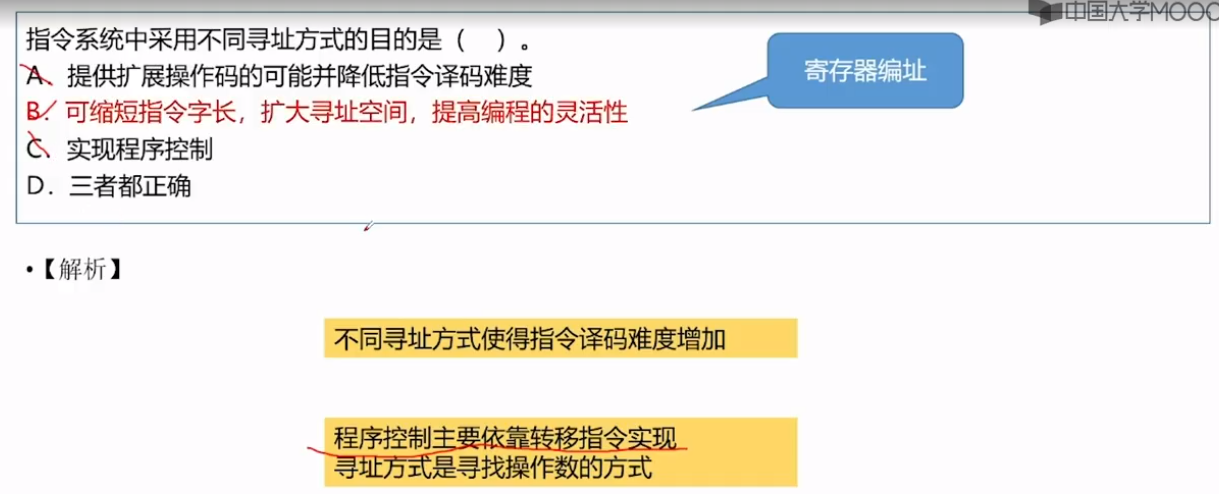 中国大学MOOC
指令系统中采用不同寻址方式的目的是（ ）。
A、提供扩展操作码的可能并降低指令译码难度
寄存器编址
B、可缩短指令字长，扩大寻址空间，提高编程的灵活性
C、实现程序控制
D．三者都正确
•【解析】
不同寻址方式使得指令译码难度增加
程序控制主要依靠转移指令实现
寻址方式是寻找操作数的方式